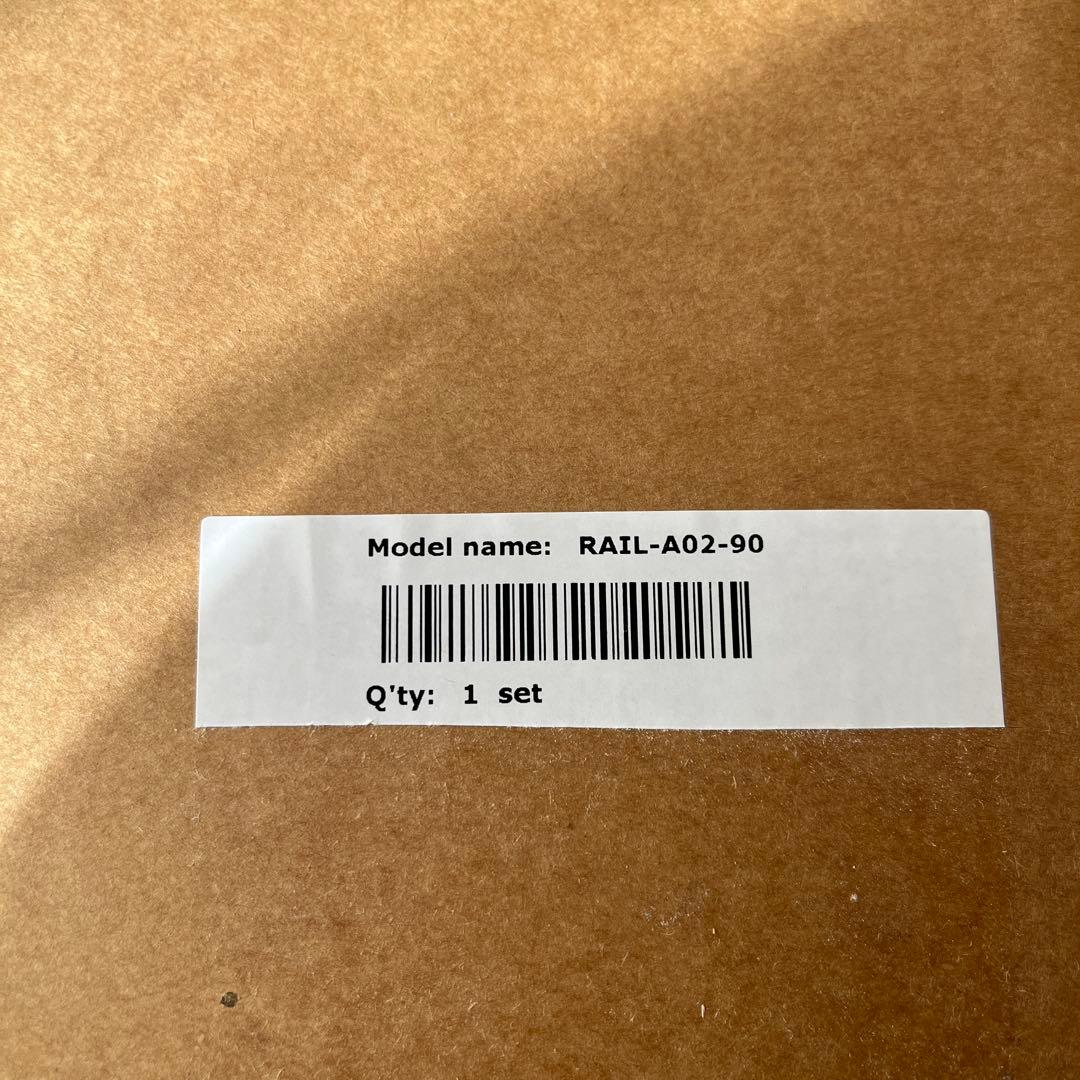 Model name: RAIL-A02-90
Q'ty: 1 set